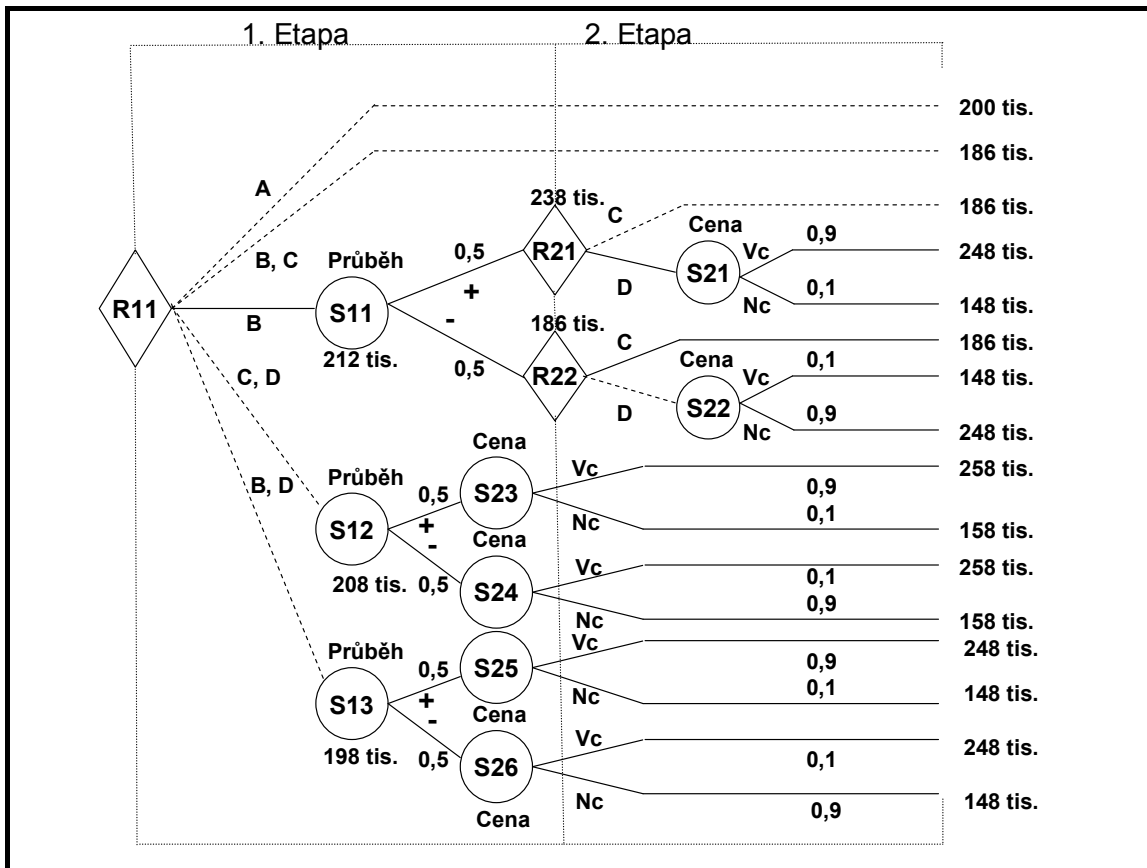 1. Etapa 2. Etapa
200 tis.
186 tis.
A
238 tis. C 186 tis.
Cena 0,9
B, C Průběh 0,5 R21 Vc 248 tis.
S21
+ D 0,1
R11 S11 Nc 148 tis.
B - 186 tis. C 186 tis.
212 tis. Cena 0,1
0,5 R22 Vc 148 tis.
C, D S22
D 0,9
Nc 248 tis.
Cena
Vc 258 tis.
B, D Průběh 0,5 S23 0,9
+ Nc 0,1
S12 - Cena 158 tis.
Vc 258 tis.
208 tis. 0,5 S24 0,1
0,9
Nc 158 tis.
Průběh Vc 248 tis.
0,5 S25 0,9
+ Nc 0,1
S13 - Cena 148 tis.
198 tis. 0,5 Vc 248 tis.
S26 0,1
Nc 148 tis.
Cena 0,9